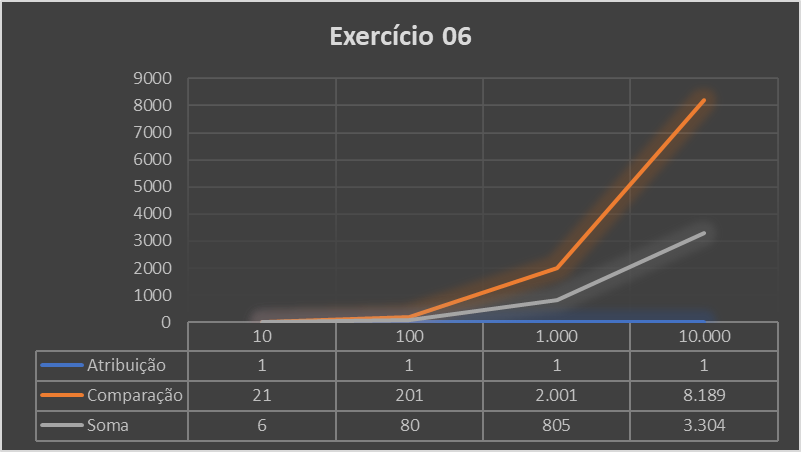 Exercício 06
9000
8000
7000
6000
5000
4000
3000
2000
1000
0
10 100 1.000 10.000
Atribuição 1 1 1 1
Comparação 21 201 2.001 8.189
Soma 6 80 805 3.304